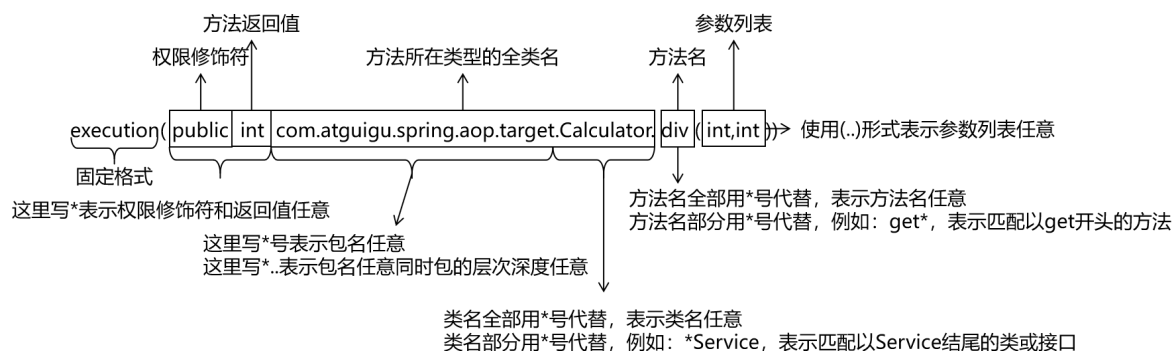 方法返回值
参数列表
权限修饰符
方法所在类型的全类名
方法名
execution( public int com.atguigu.spring.aop.target.Calculator. div ( int,int )) 使用(..)形式表示参数列表任意
固定格式
这里写*表示权限修饰符和返回值任意
方法名全部用*号代替，表示方法名任意
方法名部分用*号代替，例如：get*，表示匹配以get开头的方法
这里写*号表示包名任意
这里写*..表示包名任意同时包的层次深度任意
类名全部用*号代替，表示类名任意
类名部分用*号代替，例如：*Service，表示匹配以Service结尾的类或接口